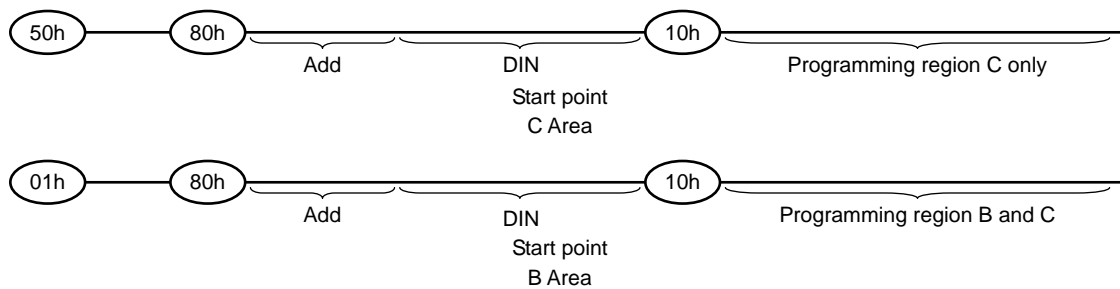 50h 80h 10h
Add DIN Programming region C only
Start point
C Area
01h 80h 10h
Add DIN Programming region B and C
Start point
B Area